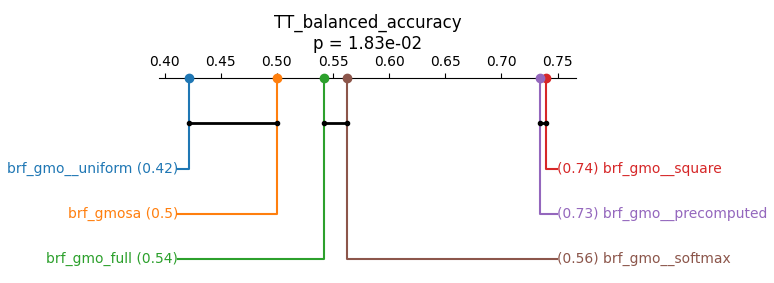 TT_balanced_accuracy
p = 1.83e-02
0.40 0.45 0.50 0.55 0.60 0.65 0.70 0.75
brf_gmo__uniform (0.42) (0.74) brf_gmo__square
brf_gmosa (0.5) (0.73) brf_gmo__precomputed
brf_gmo_full (0.54) (0.56) brf_gmo__softmax